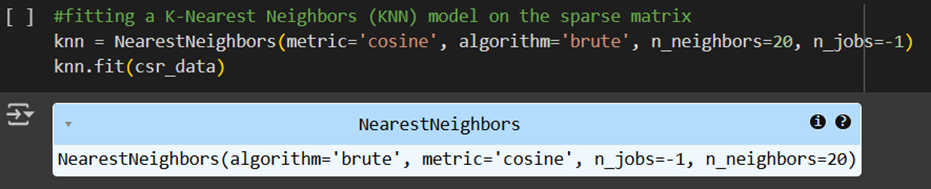 [ ] #fitting a K-Nearest Neighbors (KNN) model on the sparse matrix
knn = NearestNeighbors(metric='cosine', algorithm='brute', n_neighbors=20, n_jobs=-1)
knn.fit(csr_data)
NearestNeighbors
NearestNeighbors(algorithm='brute', metric='cosine', n_jobs=-1, n_neighbors=20)